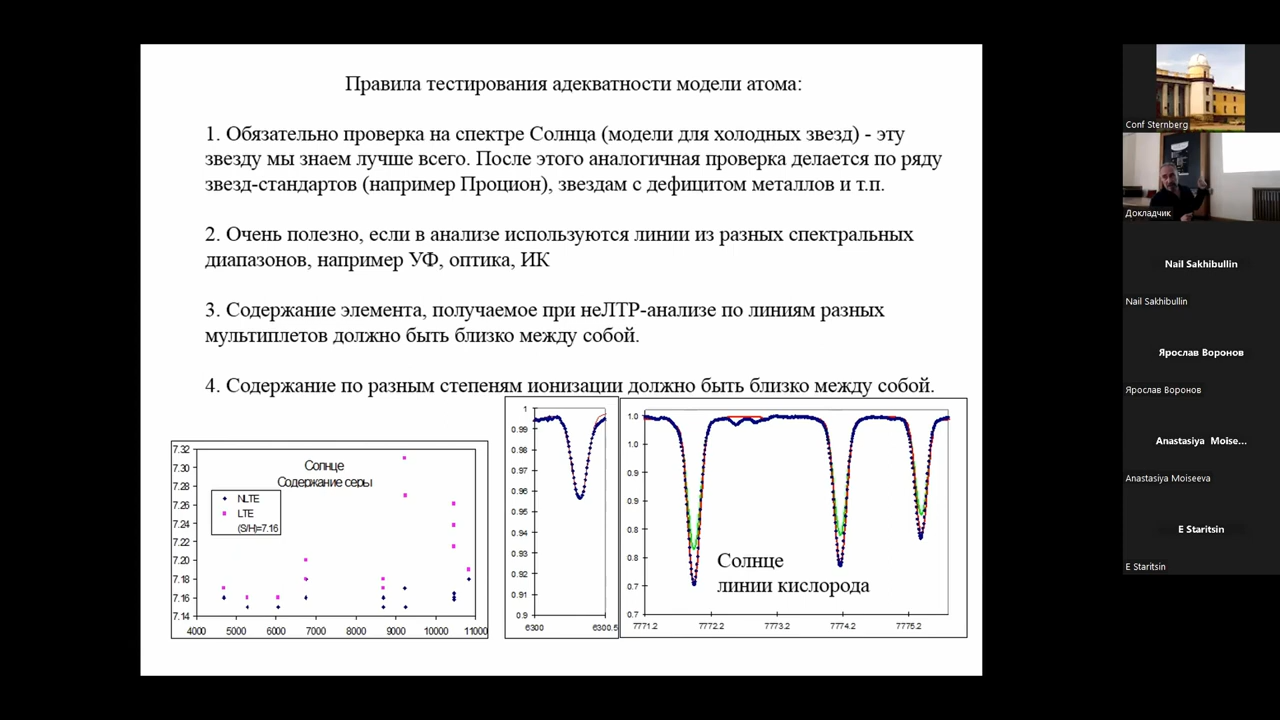 Правила тестирования адекватности модели атома:
1. Обязательно проверка на спектре Солнца (модели для холодных звезд) - эту
звезду мы знаем лучше всего. После этого аналогичная проверка делается по ряду
звезд-стандартов (например Процион), звездам с дефицитом металлов и т.п.
2. Очень полезно, если в анализе используются линии из разных спектральных
диапазонов, например УФ, оптика, ИК
3. Содержание элемента, получаемое при неЛТР-анализе по линиям разных
мультиплетов должно быть близко между собой.
4. Содержание по разным степеням ионизации должно быть близко между собой.
Солнце
Содержание серы
NLTE
LTE
(S/H)=7.16
7.32
7.30
7.28
7.26
7.24
7.22
7.20
7.18
7.16
7.14
4000 5000 6000 7000 8000 9000 10000 11000
1
0.99
0.98
0.97
0.96
0.95
0.94
0.93
0.92
0.91
0.9
6300 6300.5
1.0
1.0
0.9
0.9
0.8
0.8
0.7
0.7
7771.2 7772.2 7773.2 7774.2 7775.2
Солнце
линии кислорода
Conf Sternberg
Докладчик
Nail Sakhibullin
Nail Sakhibullin
Ярослав Воронов
Ярослав Воронов
Anastasiya Moise...
Anastasiya Moiseeva
E Staritsin
E Staritsin